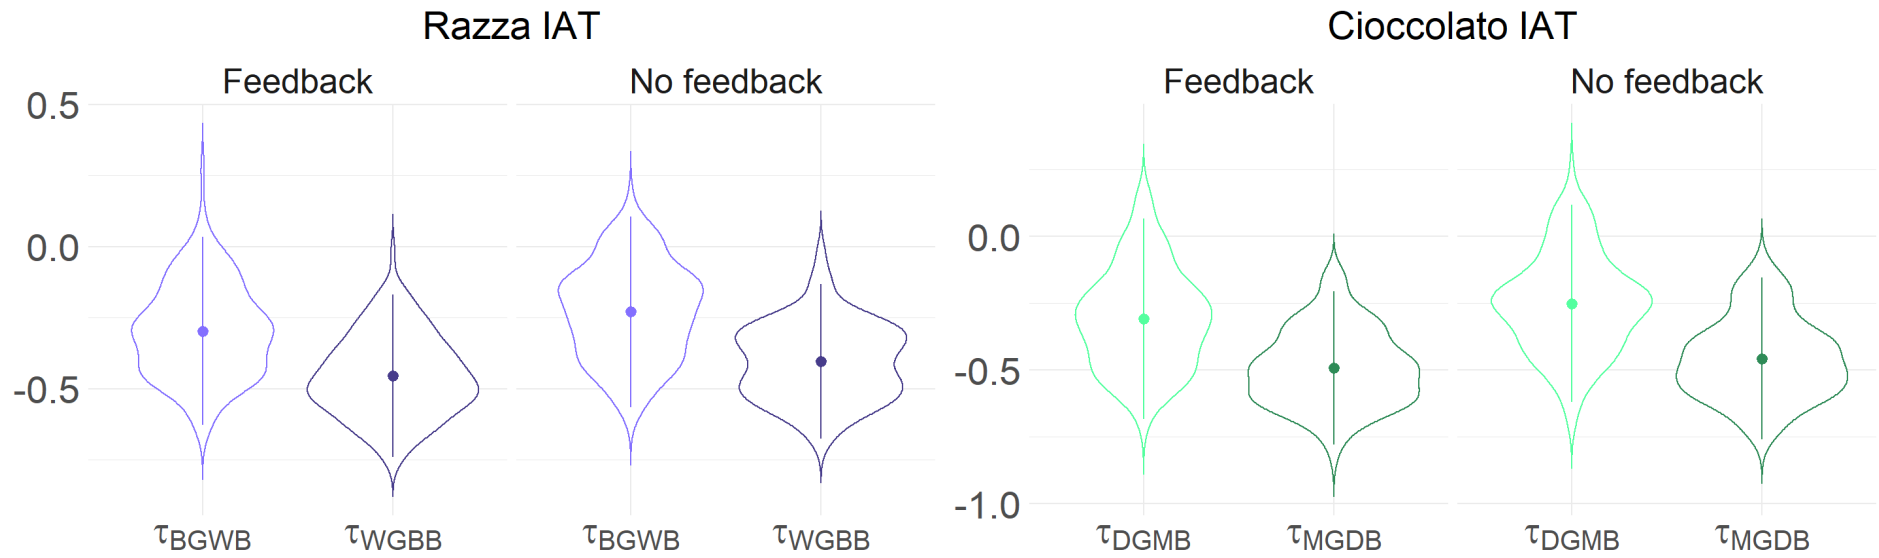 Razza IAT
Cioccolato IAT
Feedback
No feedback
Feedback
No feedback
0.5
0.0
-0.5
0.0
-0.5
-1.0
τBGWB
τWGBB
τBGWB
τWGBB
τDGMB
τMGDB
τDGMB
τMGDB